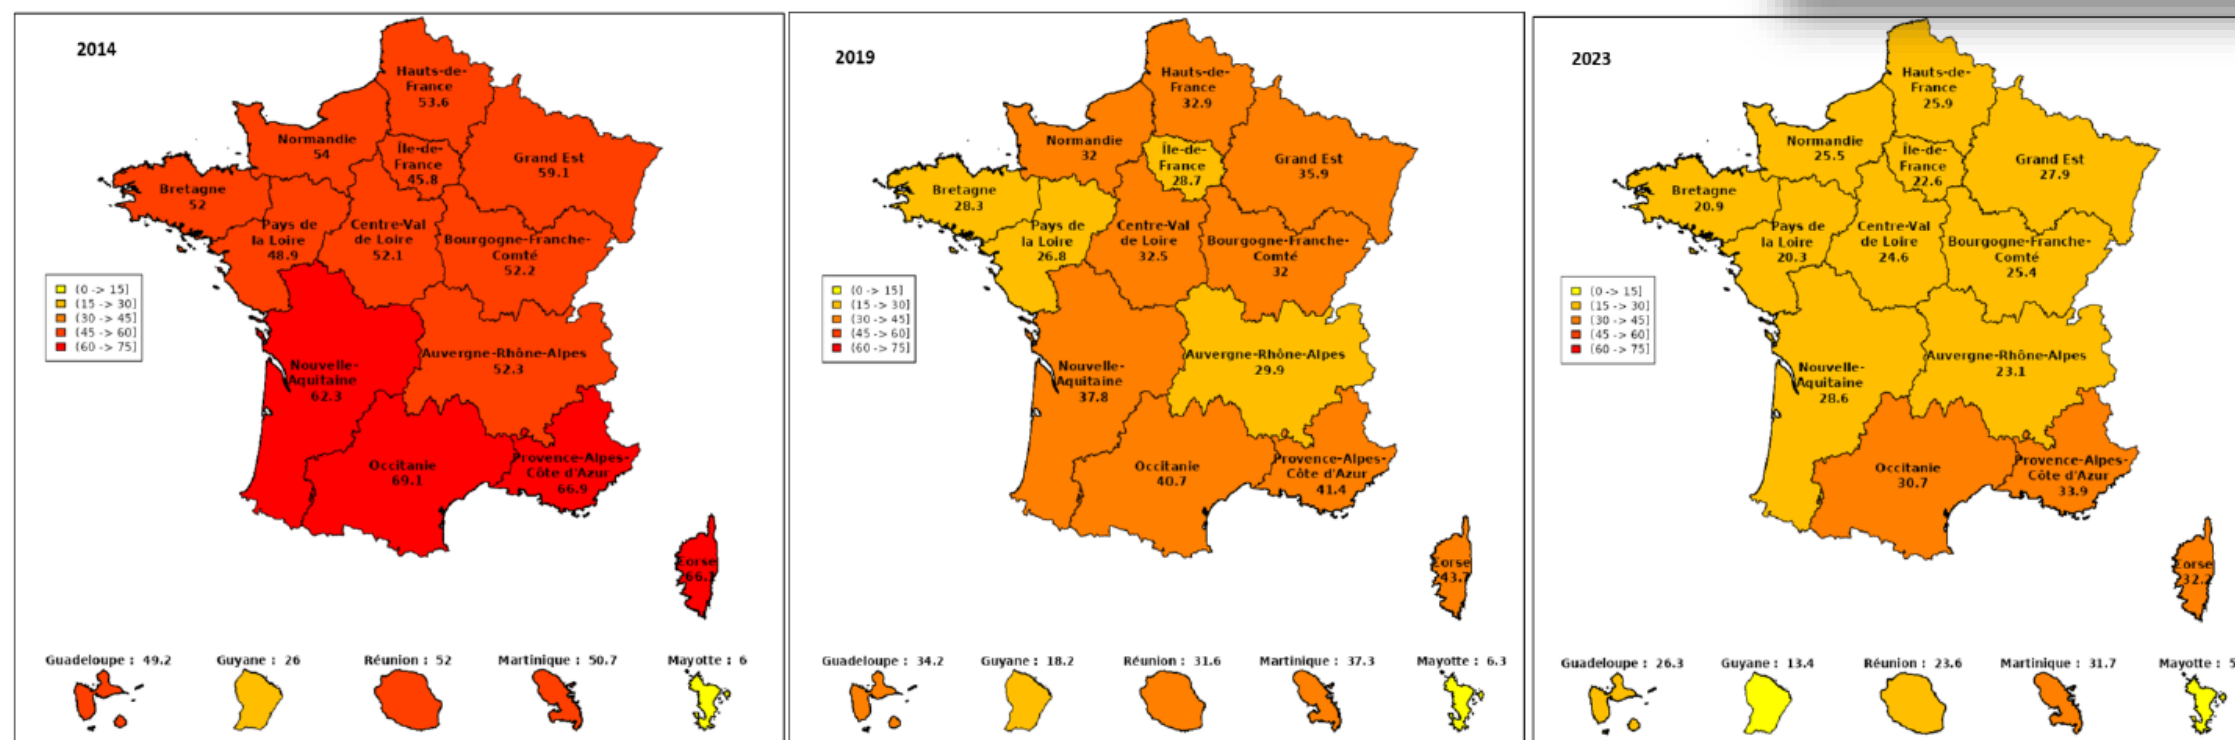 2014
Hauts-de-
France
53.6
Normandie
54
Île-de-
France
45.8
Grand Est
59.1
Bretagne
52
Pays de
la Loire
48.9
Centre-Val
de Loire
52.1
Bourgogne-Franche-
Comté
52.2
(0 -> 15]
(15 -> 30]
(30 -> 45]
(45 -> 60]
(60 -> 75]
Nouvelle-
Aquitaine
62.3
Auvergne-Rhône-Alpes
52.3
Occitanie
69.1
Provence-Alpes-
Côte d'Azur
66.9
Corse
Guadeloupe : 49.2
Guyane : 26
Réunion : 52
Martinique : 50.7
Mayotte : 6
2019
Hauts-de-
France
32.9
Normandie
32
Île-de-
France
28.7
Grand Est
35.9
Bretagne
28.3
Pays de
la Loire
26.8
Centre-Val
de Loire
32.5
Bourgogne-Franche-
Comté
32
(0 -> 15]
(15 -> 30]
(30 -> 45]
(45 -> 60]
(60 -> 75]
Nouvelle-
Aquitaine
37.8
Auvergne-Rhône-Alpes
29.9
Occitanie
40.7
Provence-Alpes-
Côte d'Azur
41.4
Corse
43.7
Guadeloupe : 34.2
Guyane : 18.2
Réunion : 31.6
Martinique : 37.3
Mayotte : 6.3
2023
Hauts-de-
France
25.9
Normandie
25.5
Île-de-
France
22.6
Grand Est
27.9
Bretagne
20.9
Pays de
la Loire
20.3
Centre-Val
de Loire
24.6
Bourgogne-Franche-
Comté
25.4
(0 -> 15]
(15 -> 30]
(30 -> 45]
(45 -> 60]
(60 -> 75]
Nouvelle-
Aquitaine
28.6
Auvergne-Rhône-Alpes
23.1
Occitanie
30.7
Provence-Alpes-
Côte d'Azur
33.9
Corse
32.2
Guadeloupe : 26.3
Guyane : 13.4
Réunion : 23.6
Martinique : 31.7
Mayotte : 5